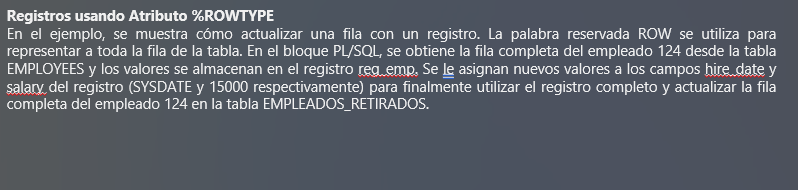 Registros usando Atributo %ROWTYPE
En el ejemplo, se muestra cómo actualizar una fila con un registro. La palabra reservada ROW se utiliza para
representar a toda la fila de la tabla. En el bloque PL/SQL, se obtiene la fila completa del empleado 124 desde la tabla
EMPLOYEES y los valores se almacenan en el registro reg_emp. Se le asignan nuevos valores a los campos hire_date y
salary del registro (SYSDATE y 15000 respectivamente) para finalmente utilizar el registro completo y actualizar la fila
completa del empleado 124 en la tabla EMPLEADOS_RETIRADOS.